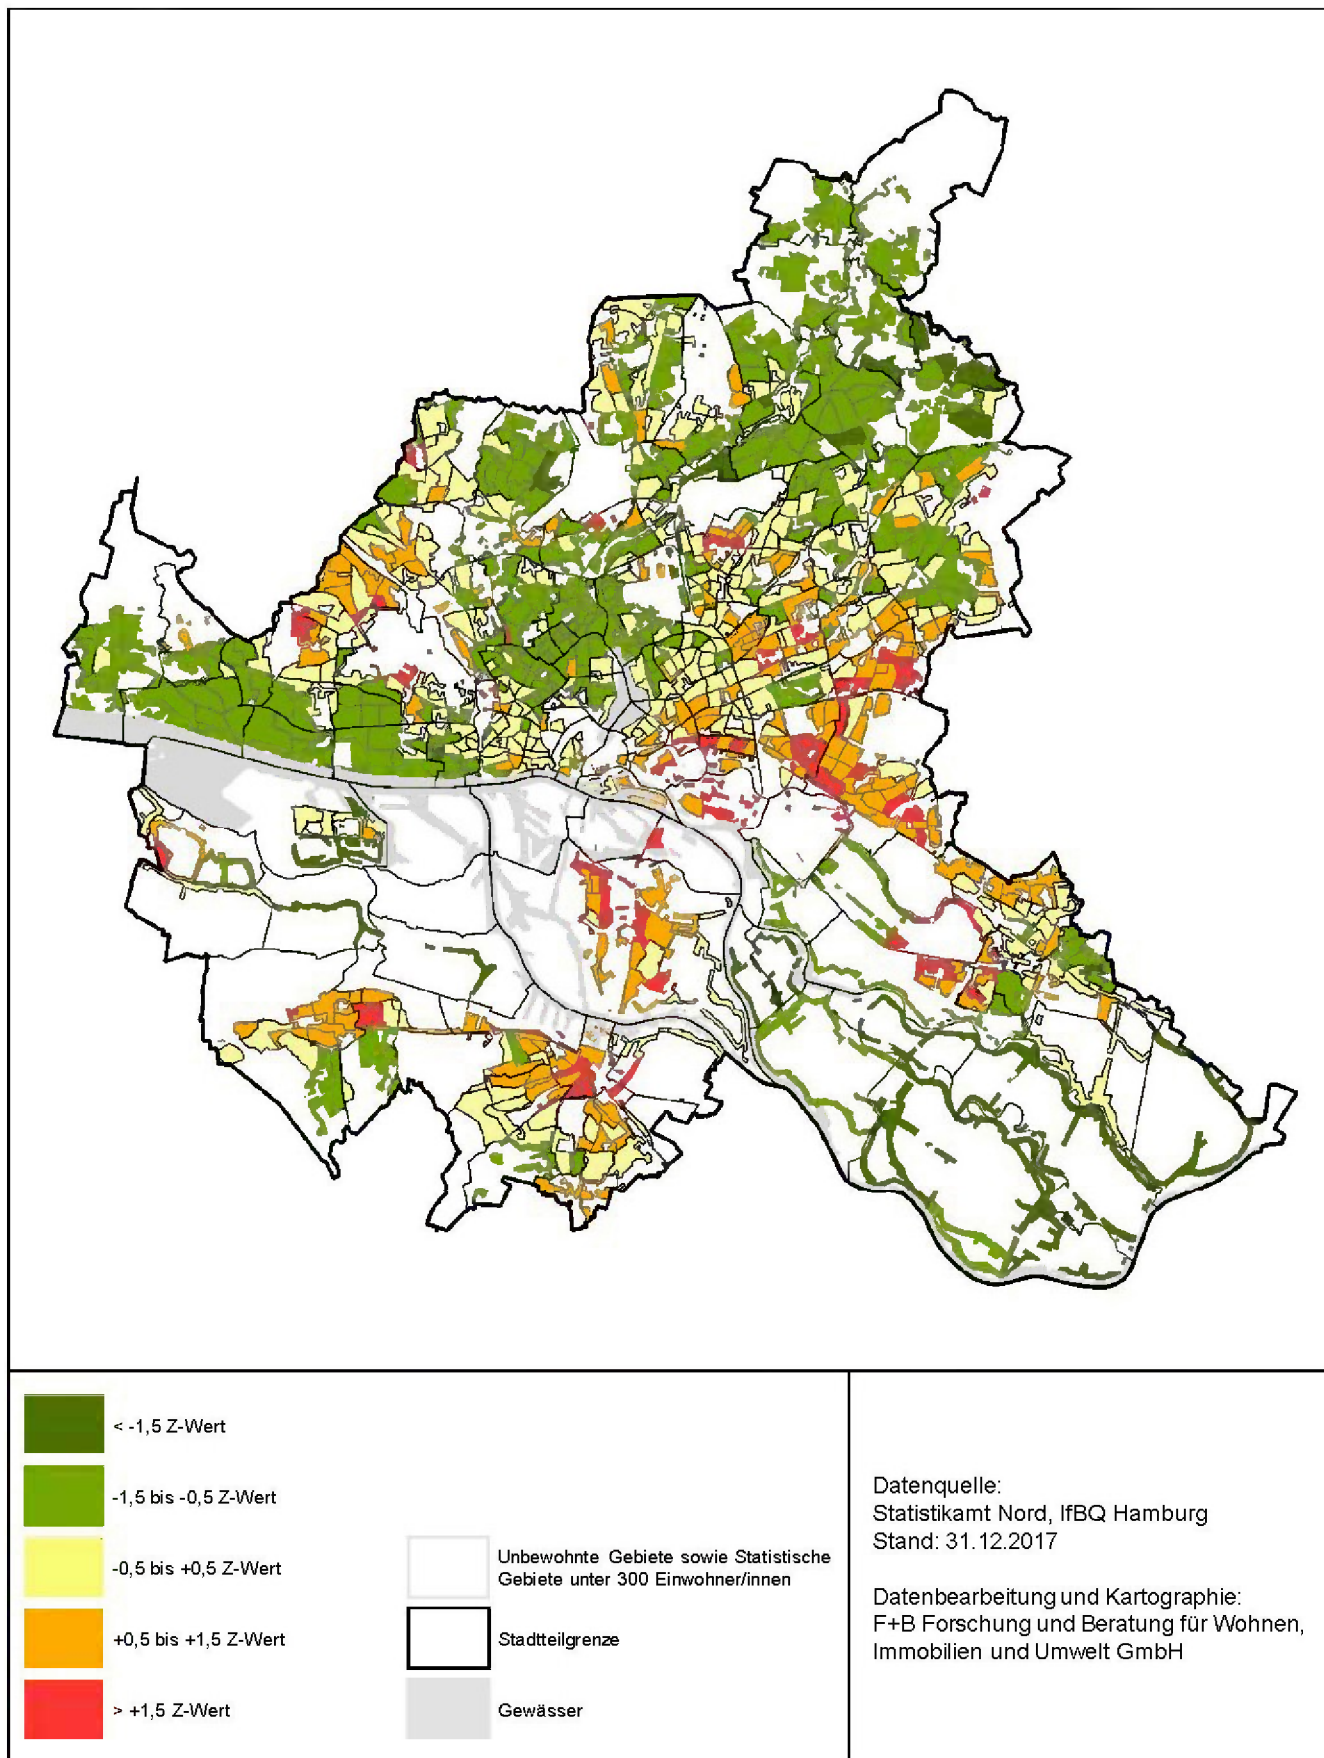 < -1,5 Z-Wert
-1,5 bis -0,5 Z-Wert
-0,5 bis +0,5 Z-Wert
+0,5 bis +1,5 Z-Wert
> +1,5 Z-Wert
Unbewohnte Gebiete sowie Statistische
Gebiete unter 300 Einwohner/innen
Stadtteilgrenze
Gewässer
Datenquelle:
Statistikamt Nord, IfBQ Hamburg
Stand: 31.12.2017
Datenbearbeitung und Kartographie:
F+B Forschung und Beratung für Wohnen,
Immobilien und Umwelt GmbH